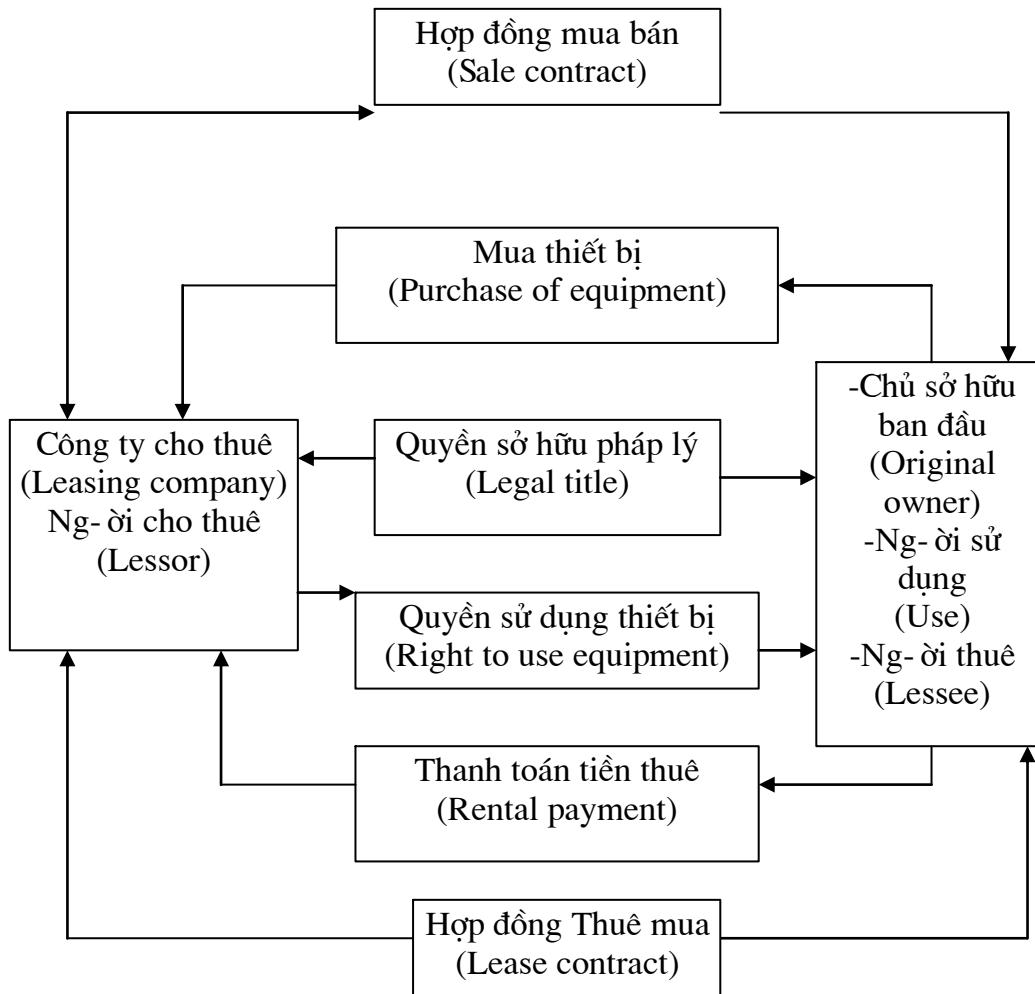 Hợp đồng mua bán
(Sale contract)
Mua thiết bị
(Purchase of equipment)
Công ty cho thuê
(Leasing company)
Ng- ời cho thuê
(Lessor)
Quyền sở hữu pháp lý
(Legal title)
-Chủ sở hữu
ban đầu
(Original
owner)
-Ng- ời sử
dụng
(Use)
-Ng- ời thuê
(Lessee)
Quyền sử dụng thiết bị
(Right to use equipment)
Thanh toán tiền thuê
(Rental payment)
Hợp đồng Thuê mua
(Lease contract)